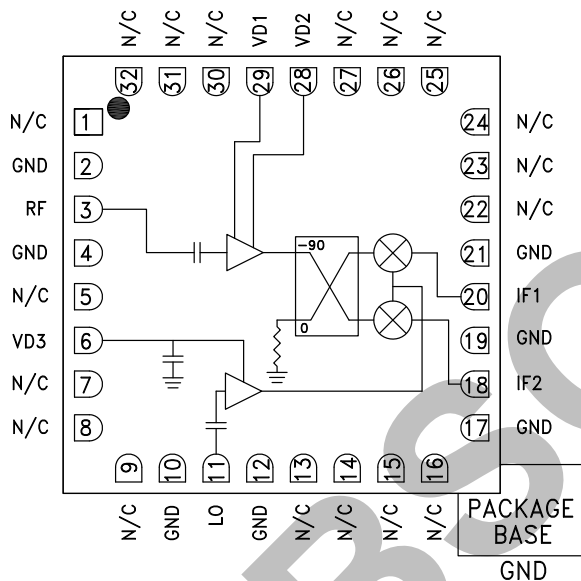 N/C N/C N/C VD1 VD2 N/C N/C N/C
32 31 30 29 28 27 26 25
N/C 1
GND 2
RF 3
GND 4
N/C 5
VD3 6
N/C 7
N/C 8
24 N/C
23 N/C
22 N/C
21 GND
20 IF1
19 GND
18 IF2
17 GND
-90
0
9 10 11 12 13 14 15 16
N/C GND LO GND N/C N/C N/C N/C
PACKAGE
BASE
GND